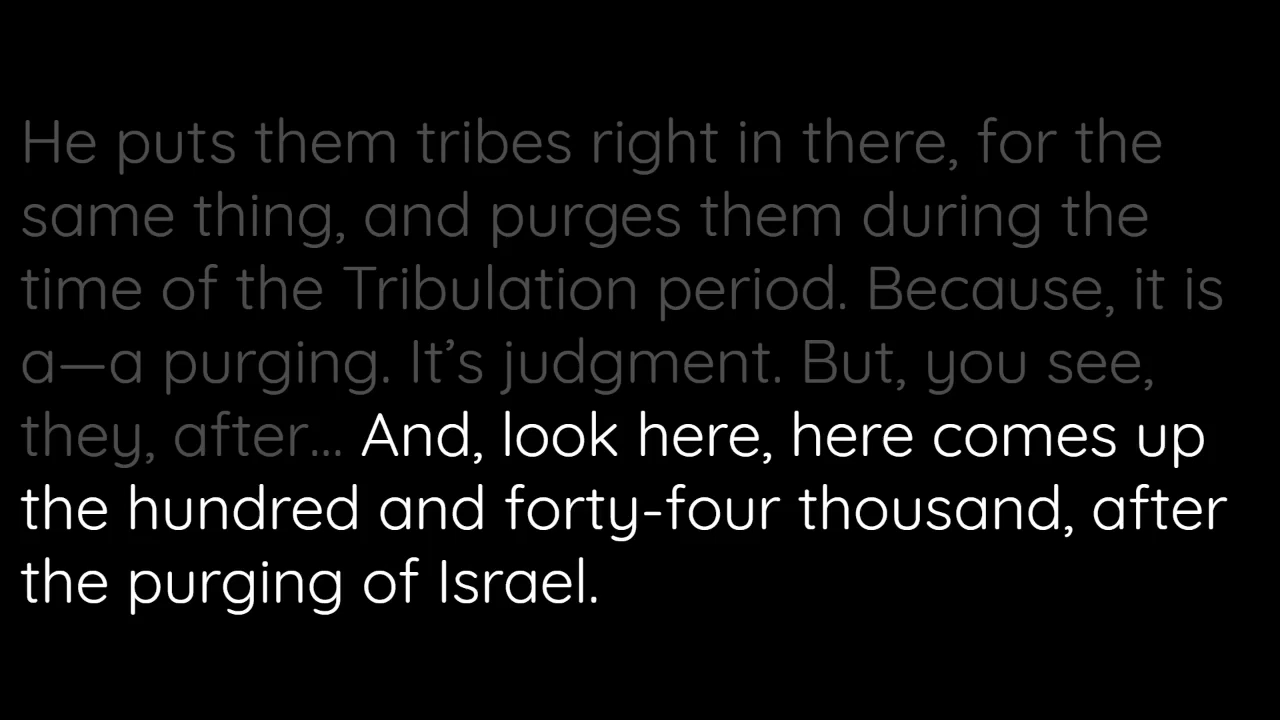 He puts them tribes right in there, for the
same thing, and purges them during the
time of the Tribulation period. Because, it is
a—a purging. It’s judgment. But, you see,
they, after... And, look here, here comes up
the hundred and forty-four thousand, after
the purging of Israel.